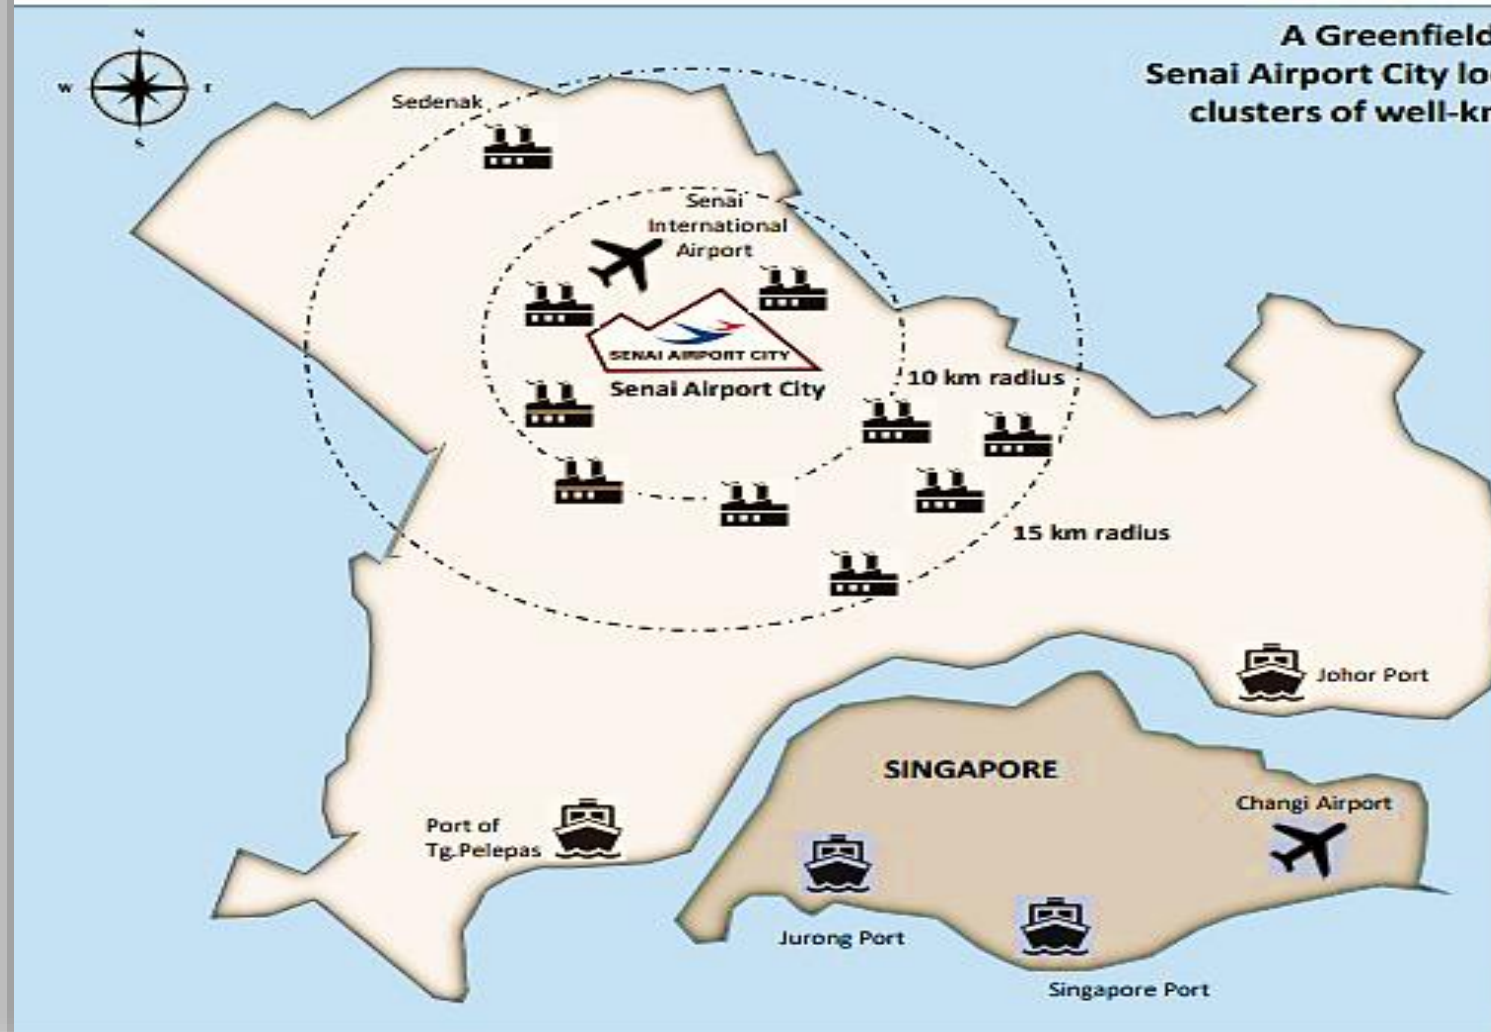 A Greenfield
Senai Airport City lo
clusters of well-k
N
W
S
Sedenak
Senai
International
Airport
SENAI AIRPORT CITY
Senai Airport City
10 km radius
15 km radius
Johor Port
SINGAPORE
Changi Airport
Port of
Tg.Pelepas
Jurong Port
Singapore Port